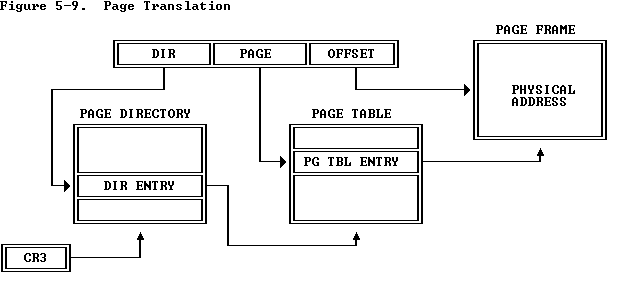 Figure 5-9. Page Translation
PAGE FRAME
DIR PAGE OFFSET
PHYSICAL
ADDRESS
PAGE DIRECTORY PAGE TABLE
PG TBL ENTRY
DIR ENTRY
CR3